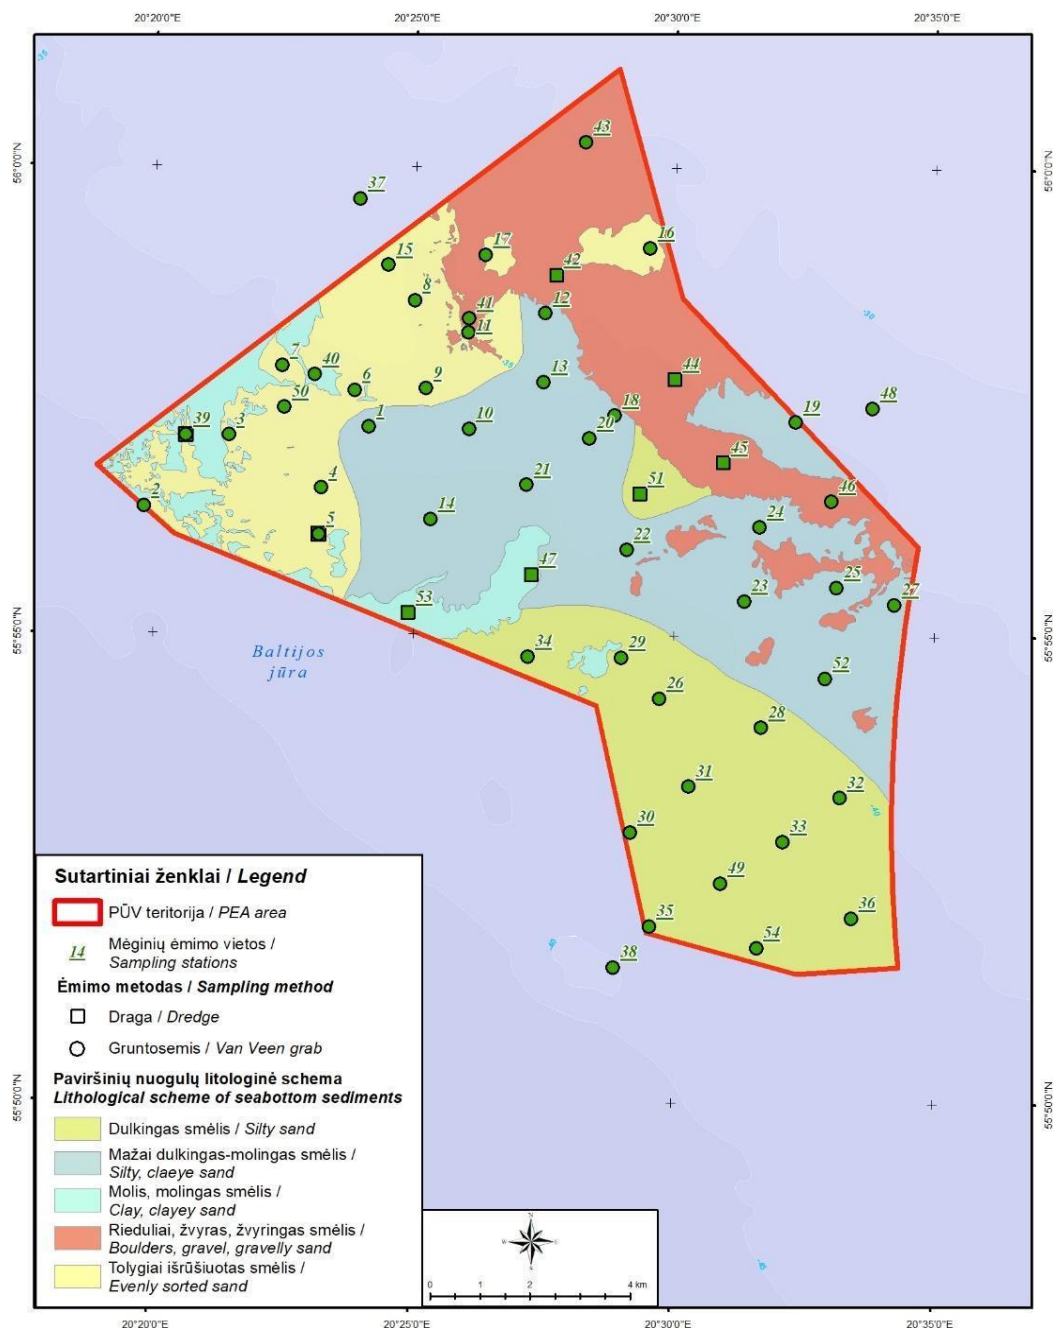 20°20'0"E 20°25'0"E 20°30'0"E 20°35'0"E
-35
43
56°0'0"N 56°0'0"N
37
17 16
15
42
8
12
41
11
-30
-35
7
40
13 44
6 9
50 48
18
1 10 19
39 3 20
45
21 51
4
2 46
14 24
5
22
47
25
23 27
53
55°55'0"N 55°55'0"N
Baltijos
jūra
34 29
52
26
28
31
32
-40
30
33
49
35 36
54
38
-40
Sutartiniai ženklai / Legend
PŪV teritorija / PEA area
14 Mėginių ėmimo vietos /
Sampling stations
Ėmimo metodas / Sampling method
Draga / Dredge
Gruntosemis / Van Veen grab
Paviršinių nuogulų litologinė schema
Lithological scheme of seabottom sediments
Dulkingas smėlis / Silty sand
Mažai dulkingas-molingas smėlis /
Silty, claeye sand
Molis, molingas smėlis /
Clay, clayey sand
Rieduliai, žvyras, žvyringas smėlis /
Boulders, gravel, gravelly sand
Tolygiai išrūšiuotas smėlis /
Evenly sorted sand
55°50'0"N 55°50'0"N
N
W E
S
0 1 2 4 km
20°20'0"E 20°25'0"E 20°30'0"E 20°35'0"E